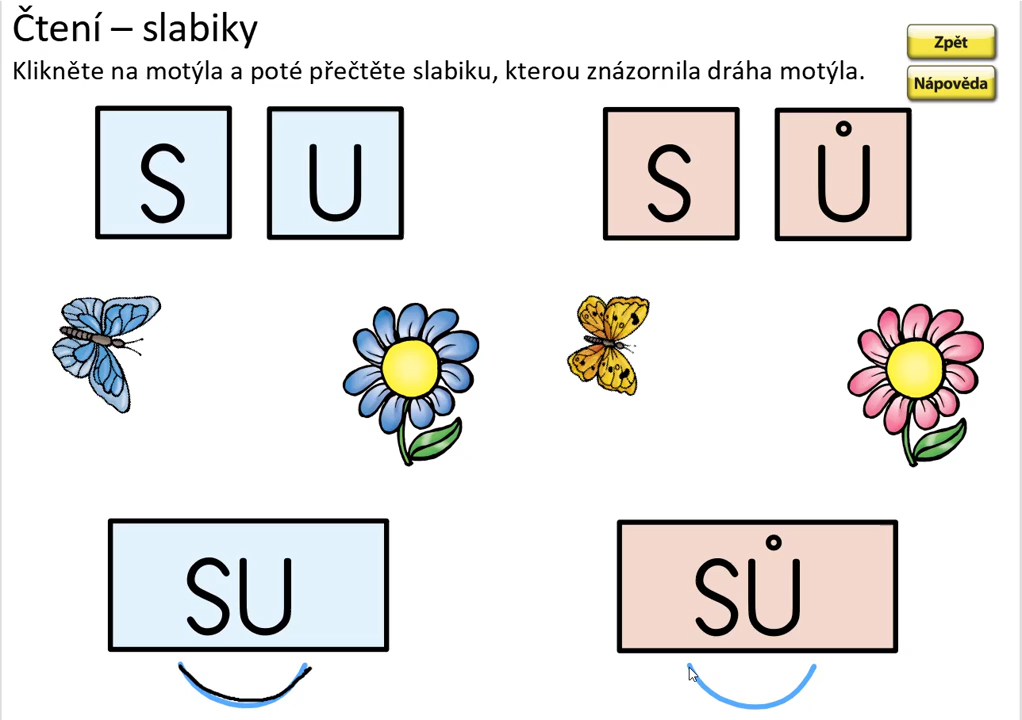 Čtení – slabiky
Zpět
Klikněte na motýla a poté přečtěte slabiku, kterou znázornila dráha motýla.
Nápověda
S U S Ů
SU SŮ